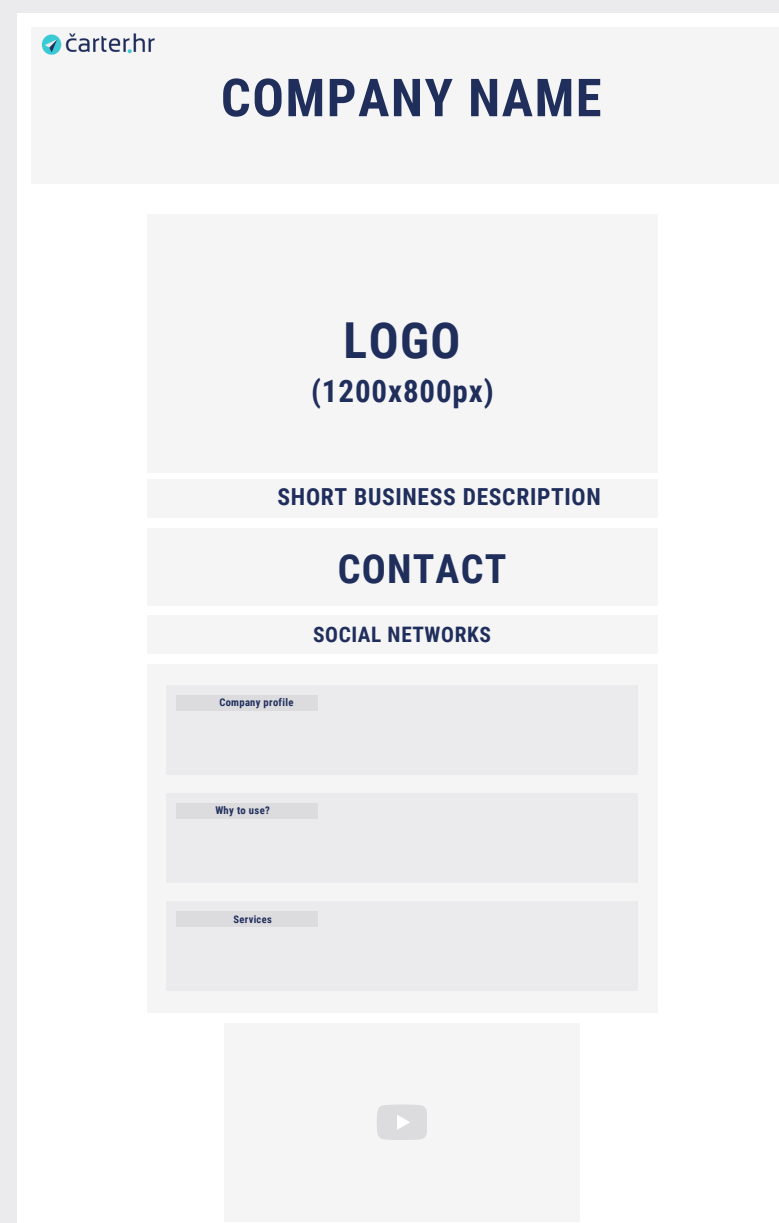 čarter.hr
COMPANY NAME
LOGO
(1200x800px)
SHORT BUSINESS DESCRIPTION
CONTACT
SOCIAL NETWORKS
Company profile
Why to use?
Services